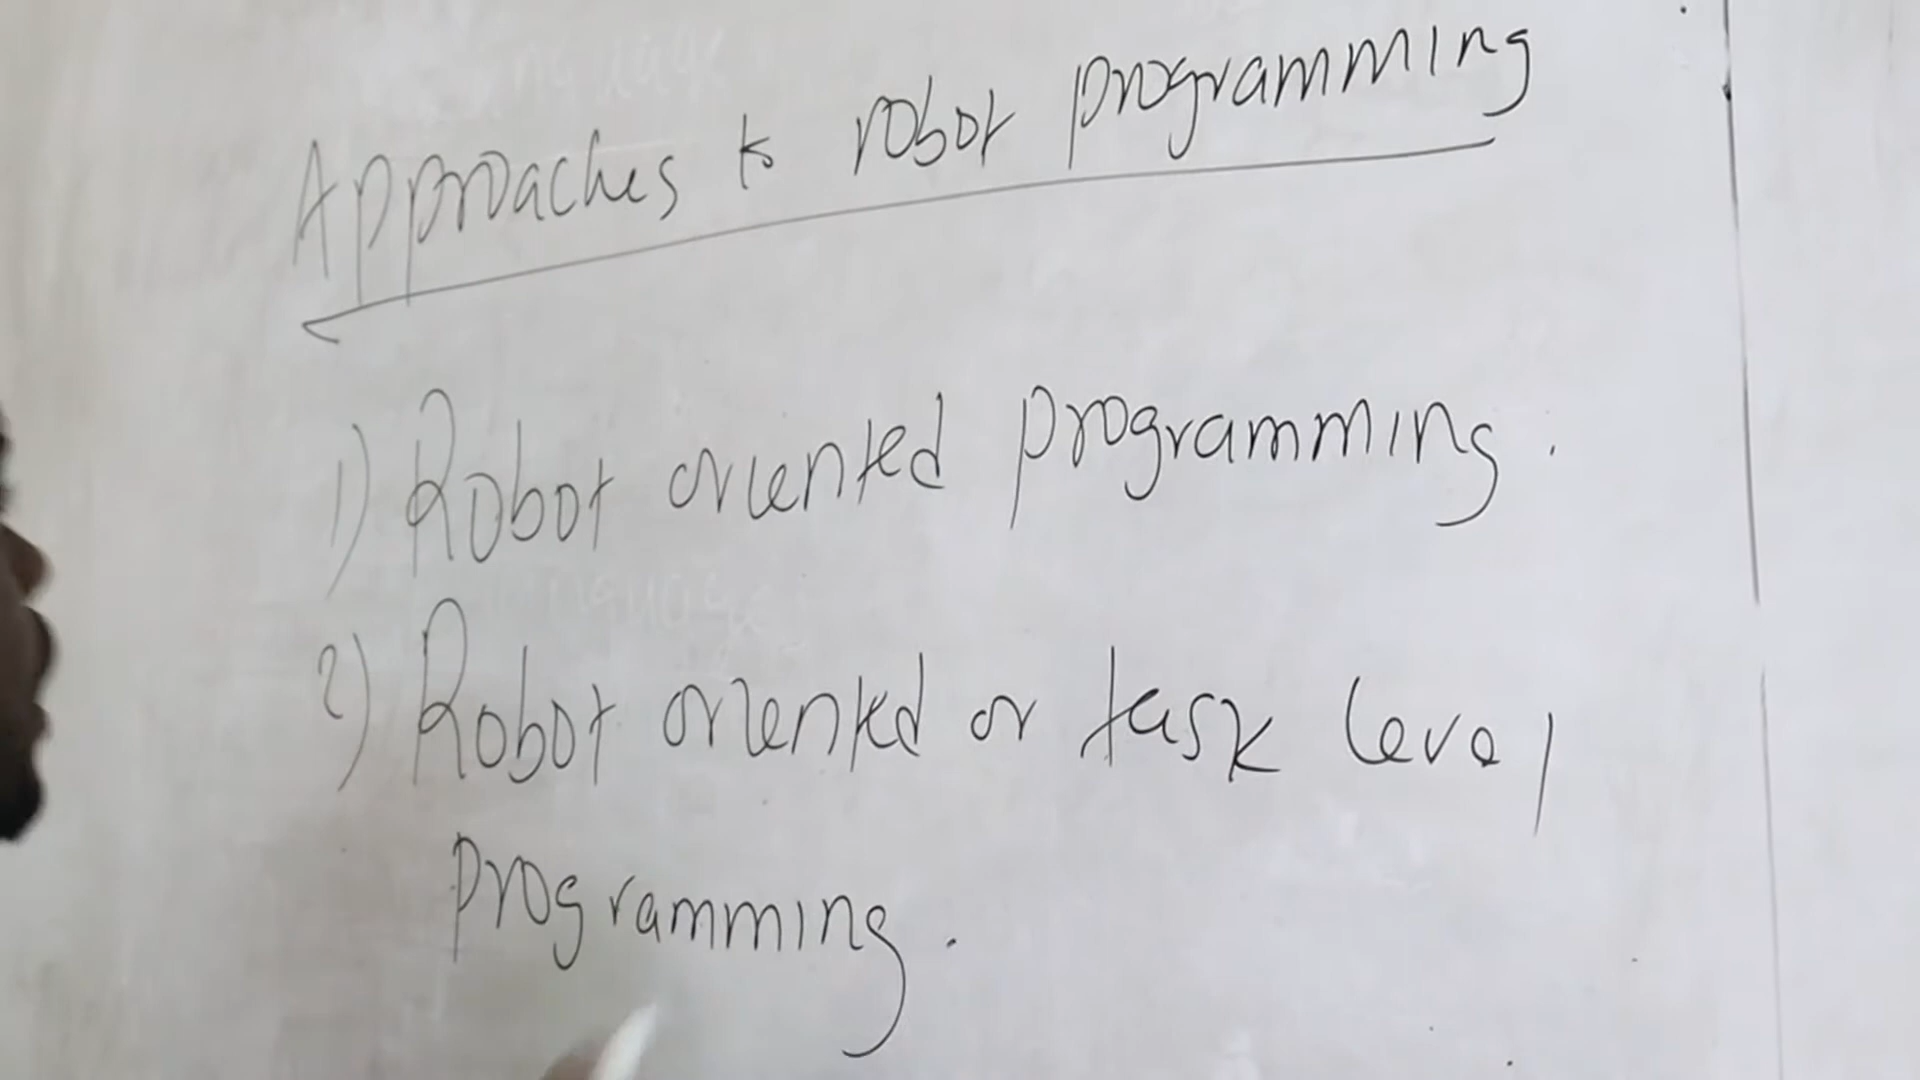 Approaches to robot programming
1) Robot oriented programming.
2) Robot oriented or task level
programming.